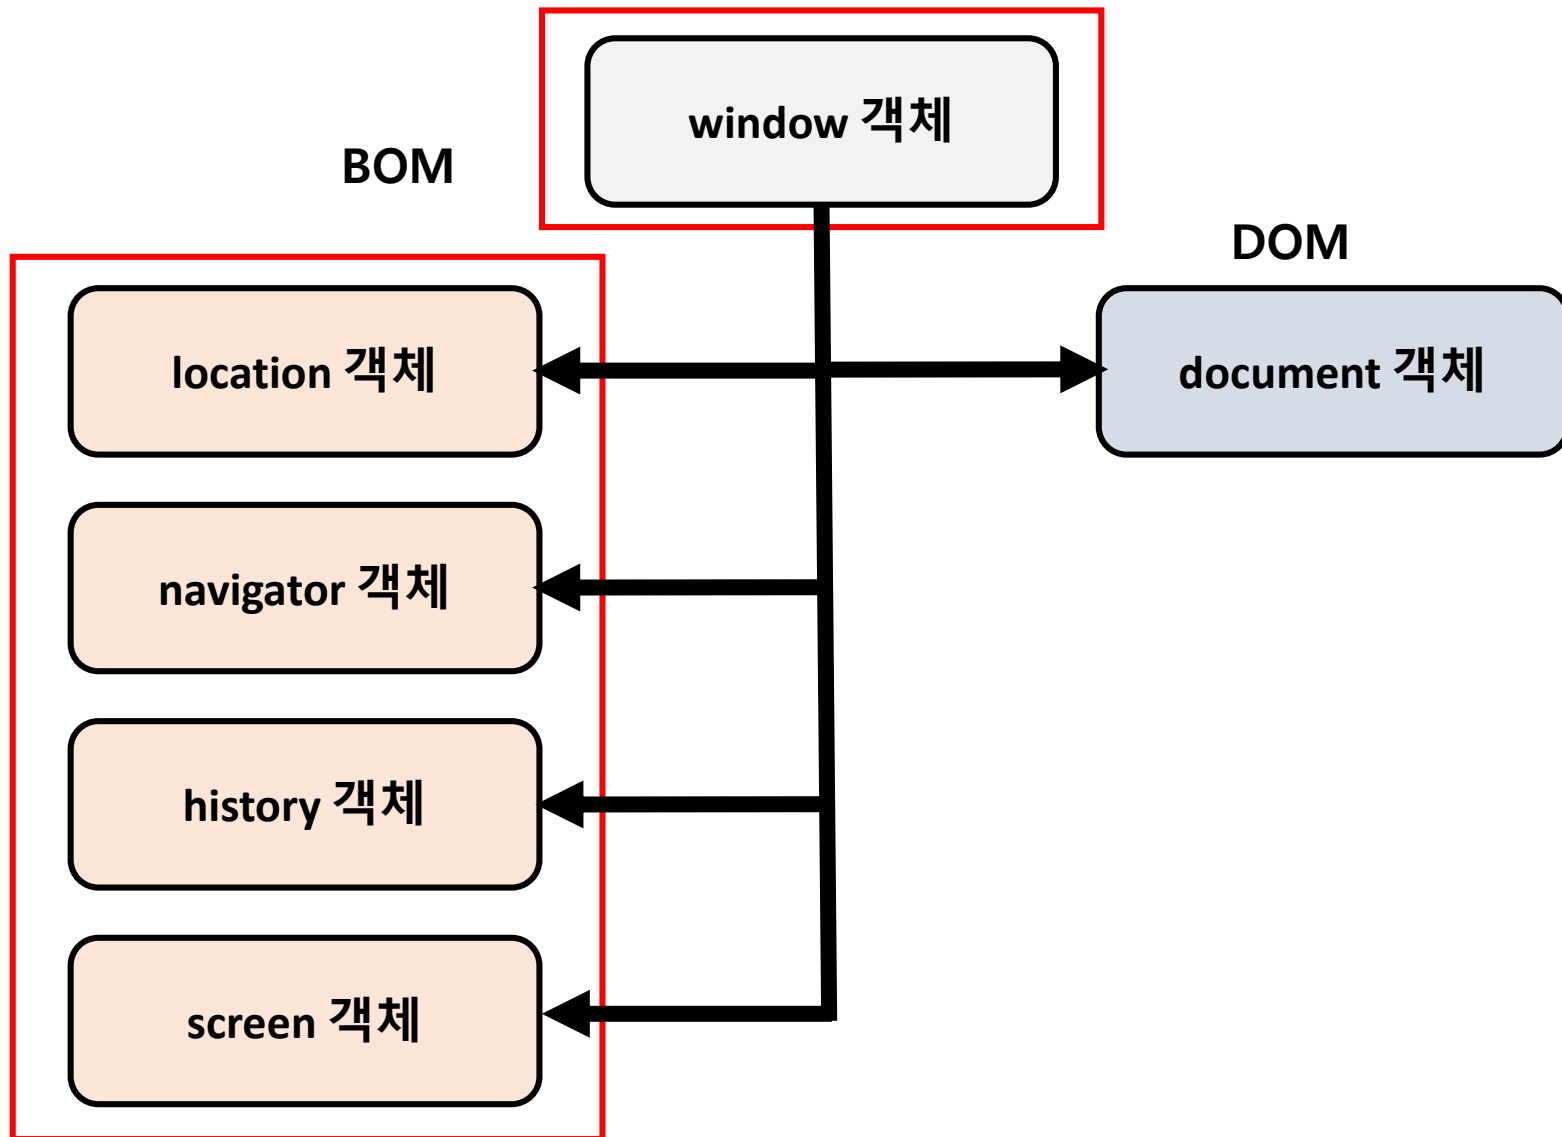 window 객체
BOM
DOM
location 객체
document 객체
navigator 객체
history 객체
screen 객체